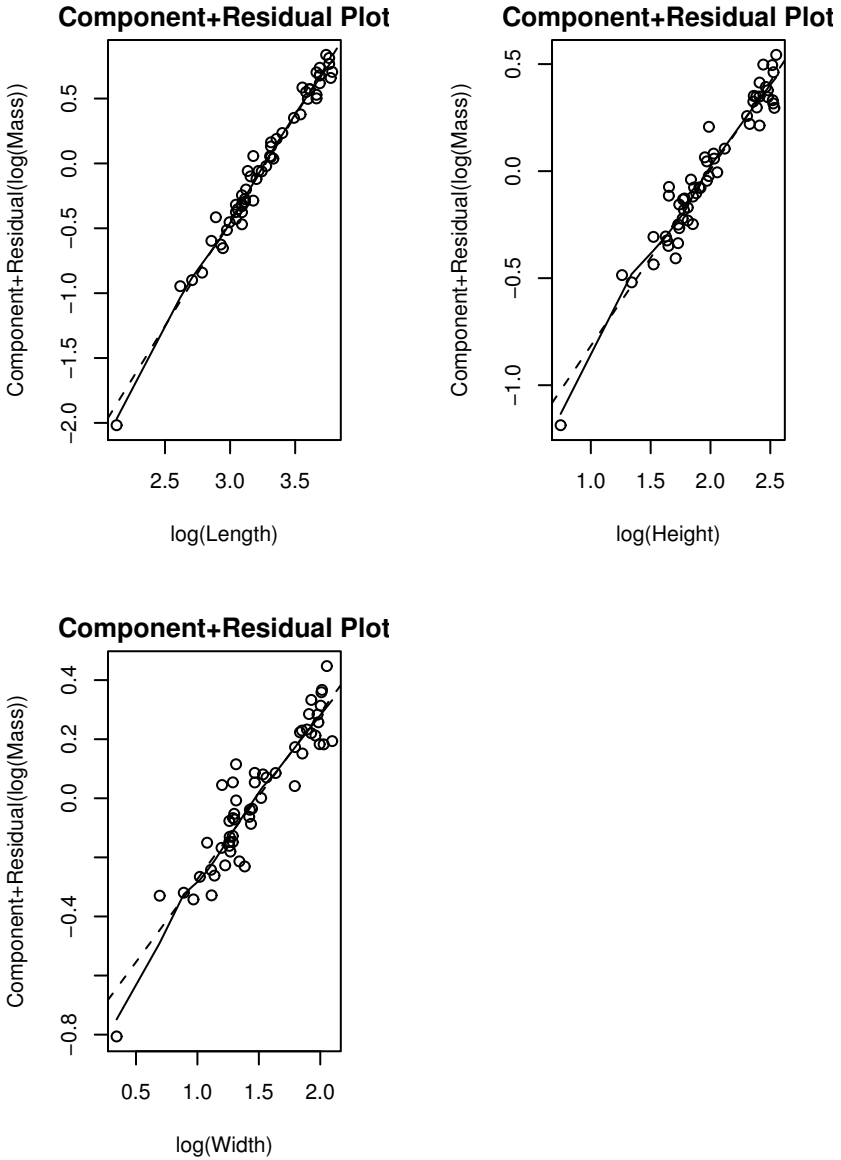 Component+Residual Plot
Component+Residual(log(Mass))
0.5
0.0
−0.5
−1.0
−1.5
−2.0
2.5 3.0 3.5
log(Length)
Component+Residual Plot
Component+Residual(log(Mass))
0.5
0.0
−0.5
−1.0
1.0 1.5 2.0 2.5
log(Height)
Component+Residual Plot
Component+Residual(log(Mass))
0.4
0.2
0.0
−0.4
−0.8
0.5 1.0 1.5 2.0
log(Width)